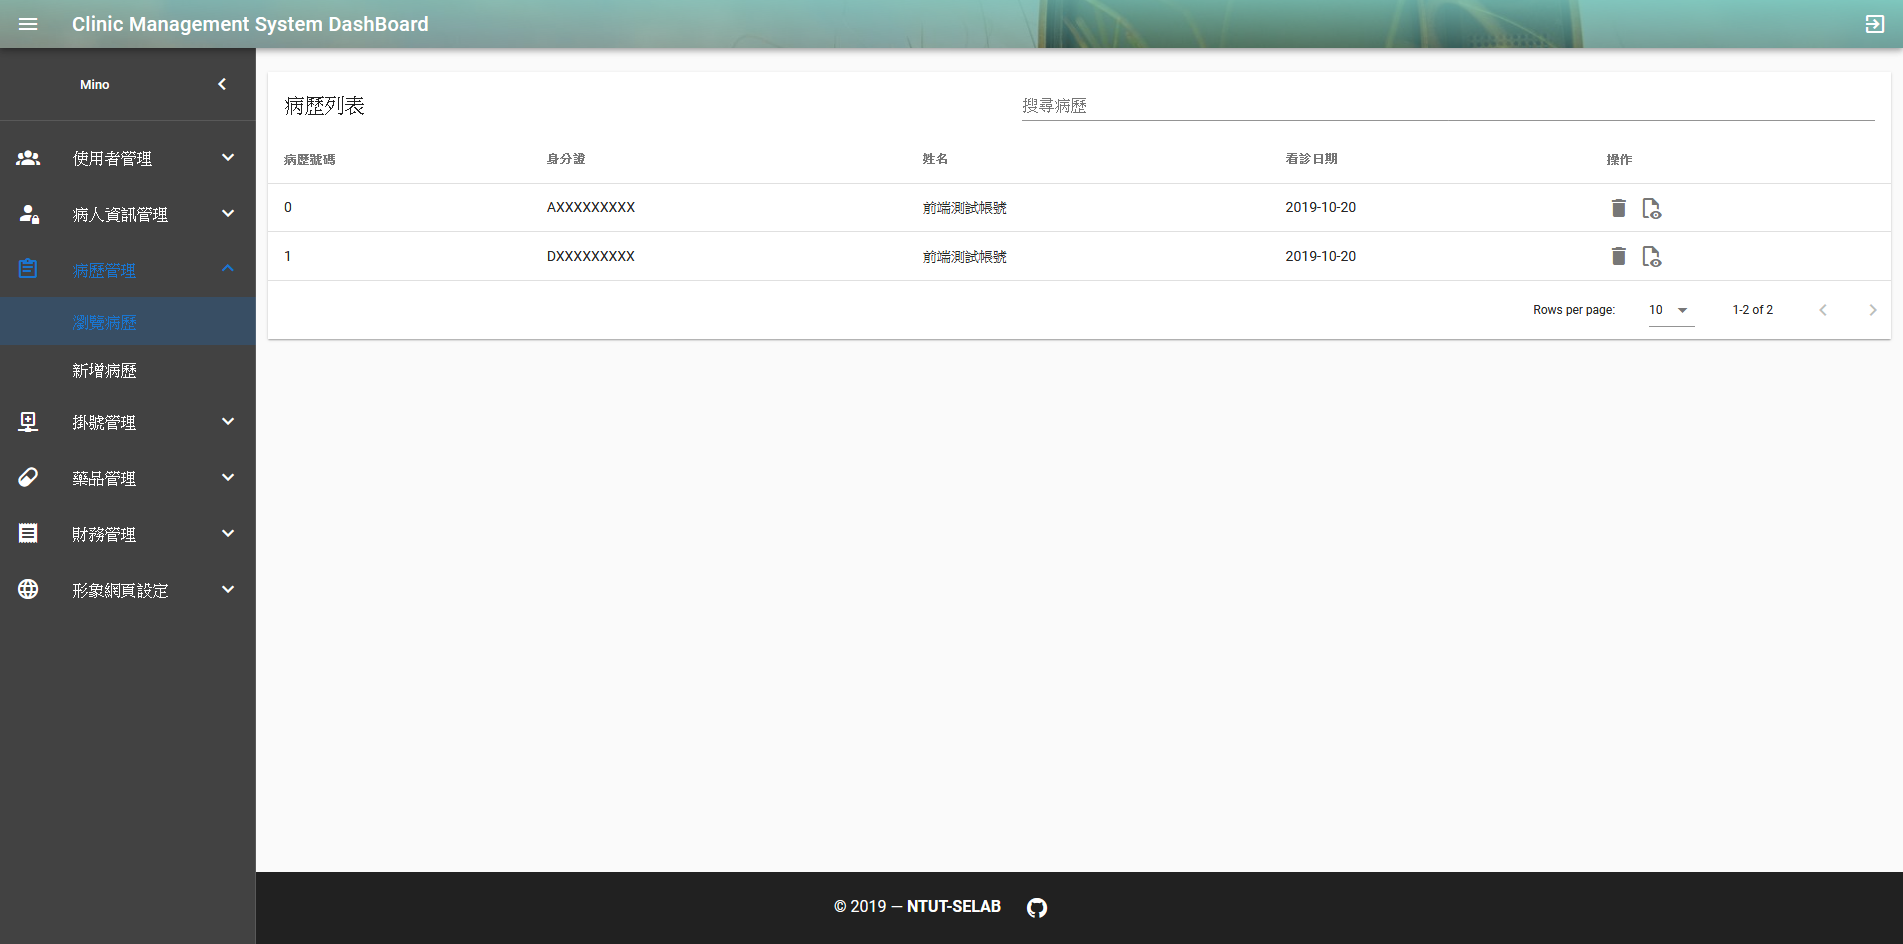 Clinic Management System DashBoard
Mino
使用者管理
病人資訊管理
病歷管理
瀏覽病歷
新增病歷
掛號管理
藥品管理
財務管理
形象網頁設定
病歷列表
搜尋病歷
病歷號碼 身分證 姓名 看診日期 操作
0 AXXXXXXXXX 前端測試帳號 2019-10-20
1 DXXXXXXXXX 前端測試帳號 2019-10-20
Rows per page: 10 1-2 of 2
© 2019 — NTUT-SELAB